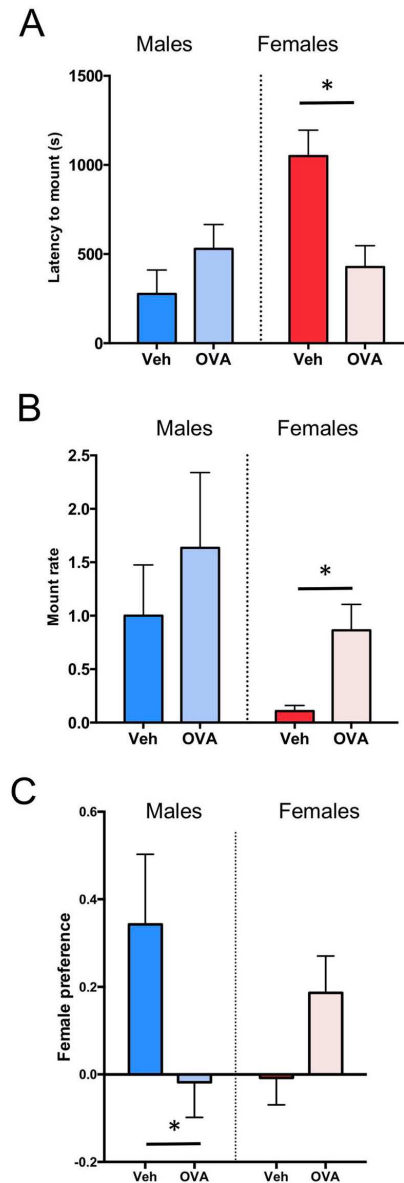 A
Males Females
Latency to mount (s)
1500
*
1000
500
0
Veh OVA Veh OVA
B
Males Females
Mount rate
2.5
2.0
1.5
*
1.0
0.5
0.0
Veh OVA Veh OVA
C
Males Females
Female preference
0.6
0.4
0.2
0.0
*
-0.2
Veh OVA Veh OVA